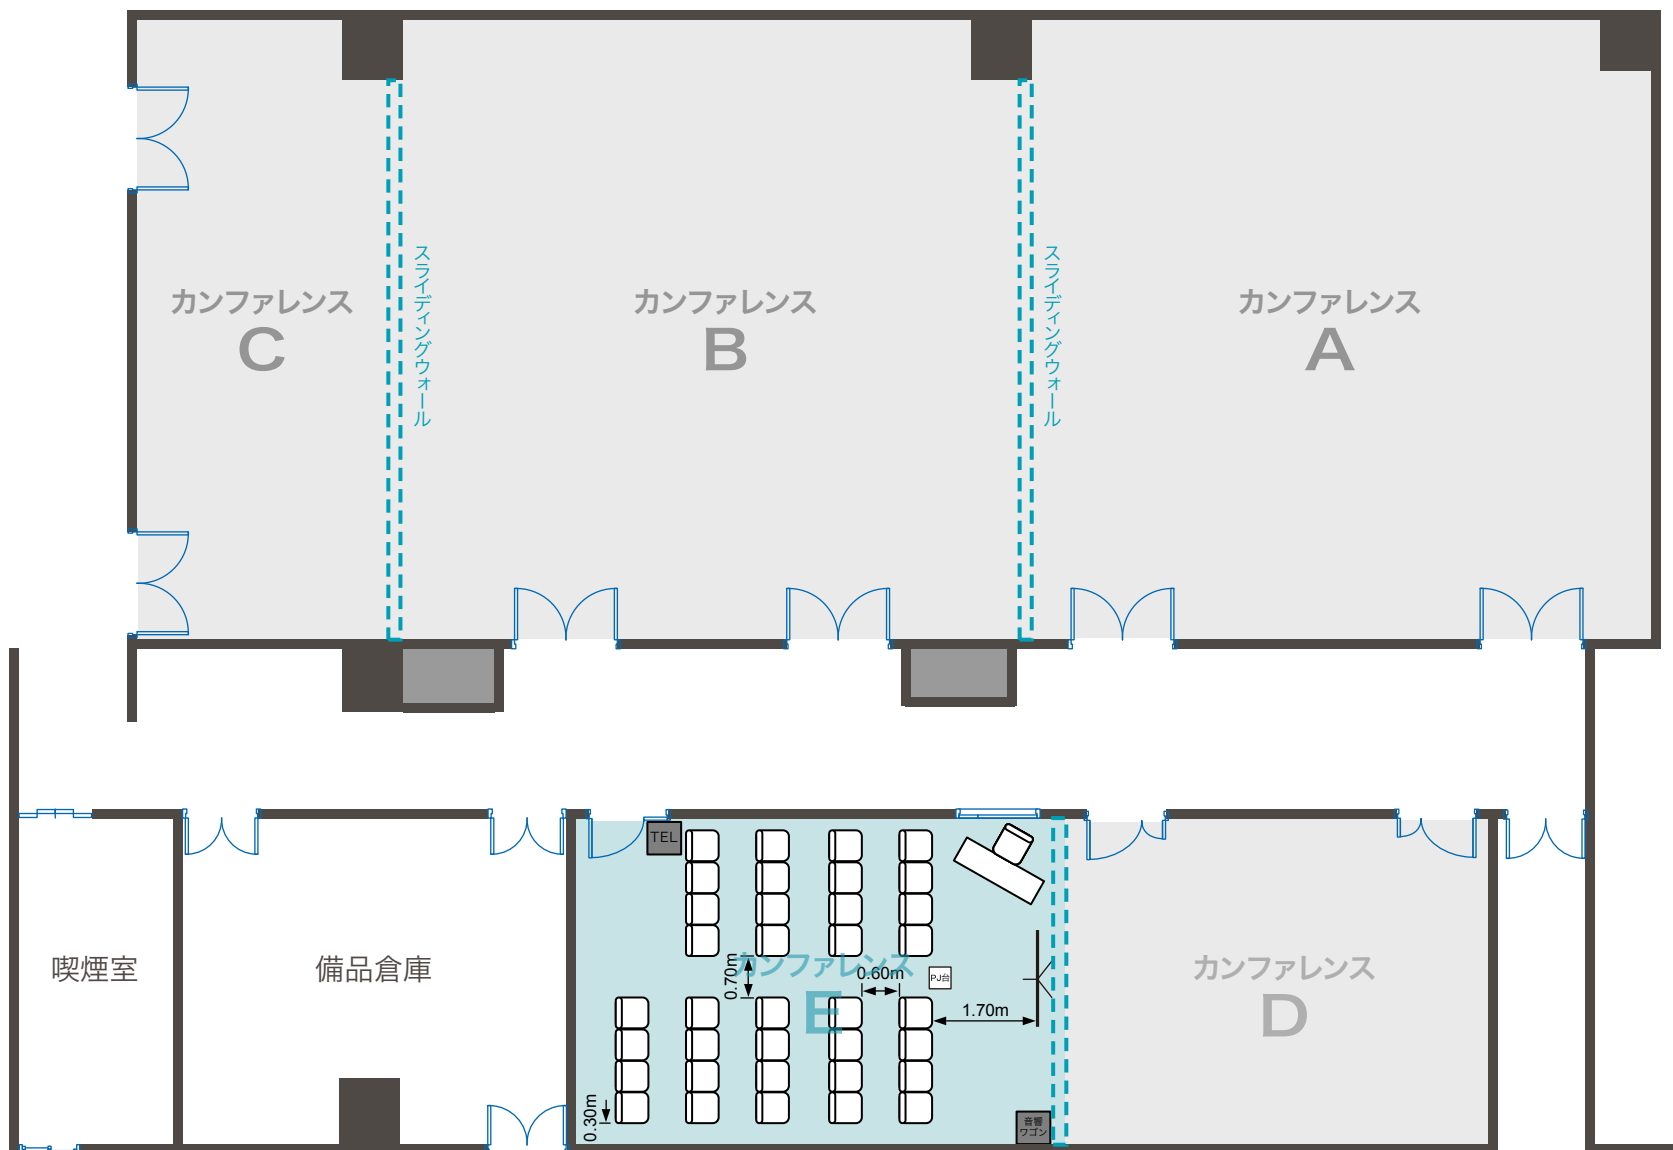 カンファレンス
C
スライディングウォール
カンファレンス
B
スライディングウォール
カンファレンス
A
喫煙室
備品倉庫
TEL
カンファレンス
E
0.70m
0.60m
PJ台
1.70m
0.30m
音響
ワゴン
カンファレンス
D